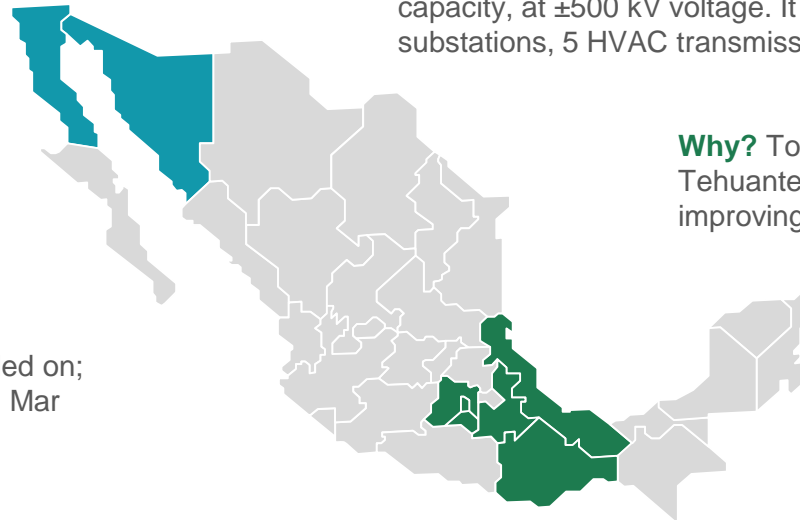 capacity, at ±500 kV voltage. It
substations, 5 HVAC transmiss
Why? To
Tehuante
improving
ed on;
Mar